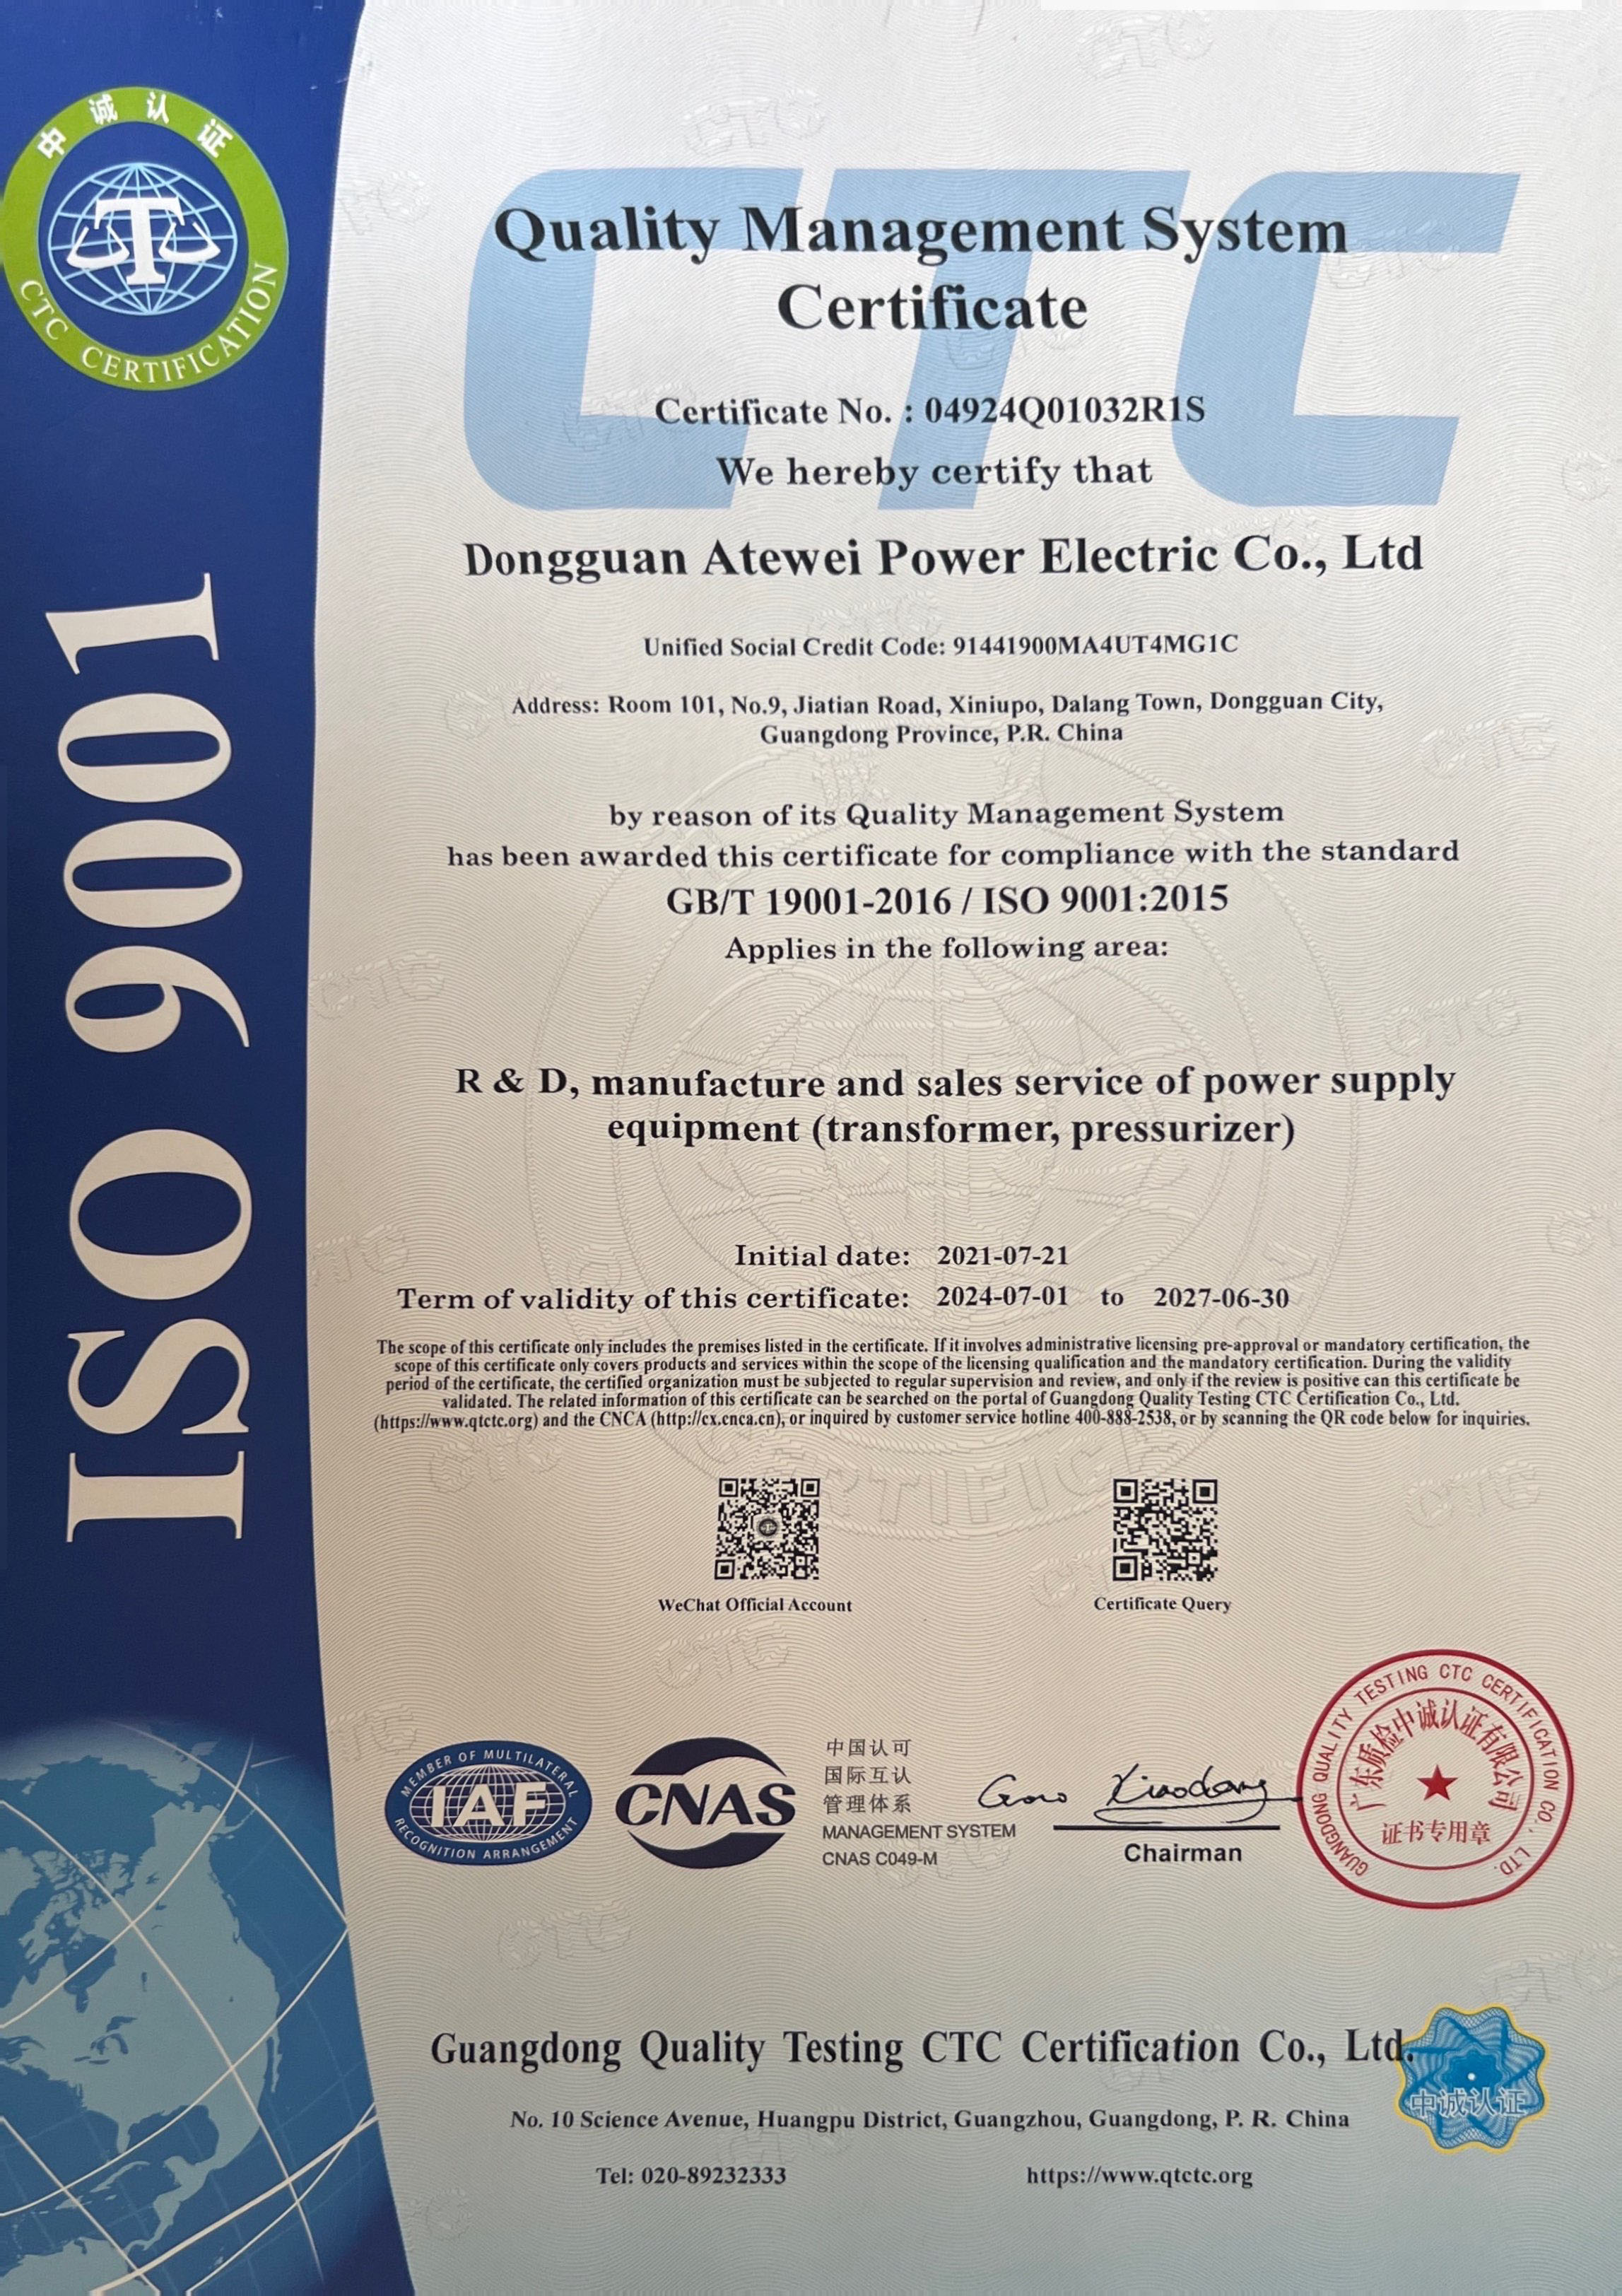 中诚认证
CTC CERTIFICATION
ISO 9001
CTC
Quality Management System
Certificate
Certificate No. : 04924Q01032R1S
We hereby certify that
Dongguan Atewei Power Electric Co., Ltd
Unified Social Credit Code: 91441900MA4UT4MG1C
Address: Room 101, No.9, Jiatian Road, Xiniupo, Dalang Town, Dongguan City,
Guangdong Province, P.R. China
by reason of its Quality Management System
has been awarded this certificate for compliance with the standard
GB/T 19001-2016 / ISO 9001:2015
Applies in the following area:
R & D, manufacture and sales service of power supply
equipment (transformer, pressurizer)
Initial date: 2021-07-21
Term of validity of this certificate: 2024-07-01 to 2027-06-30
The scope of this certificate only includes the premises listed in the certificate. If it involves administrative licensing pre-approval or mandatory certification, the
scope of this certificate only covers products and services within the scope of the licensing qualification and the mandatory certification. During the validity
period of the certificate, the certified organization must be subjected to regular supervision and review, and only if the review is positive can this certificate be
validated. The related information of this certificate can be searched on the portal of Guangdong Quality Testing CTC Certification Co., Ltd.
(https://www.qtctc.org) and the CNCA (http://cx.cnca.cn), or inquired by customer service hotline 400-888-2538, or by scanning the QR code below for inquiries.
WeChat Official Account
Certificate Query
MEMBER OF MULTILATERAL
IAF
RECOGNITION ARRANGEMENT
CNAS
中国认可
国际互认
管理体系
MANAGEMENT SYSTEM
CNAS C049-M
Xiaodong
Chairman
GUANGDONG QUALITY TESTING CTC CERTIFICATION CO., LTD.
广东质检中诚认证有限公司
证书专用章
Guangdong Quality Testing CTC Certification Co., Ltd.
中诚认证
No. 10 Science Avenue, Huangpu District, Guangzhou, Guangdong, P. R. China
Tel: 020-89232333
https://www.qtctc.org